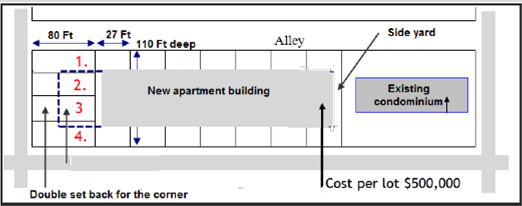 80 Ft
27 Ft
110 Ft deep
Alley
Side yard
1.
2.
3
4.
New apartment building
Existing
condominium
Double set back for the corner
Cost per lot $500,000